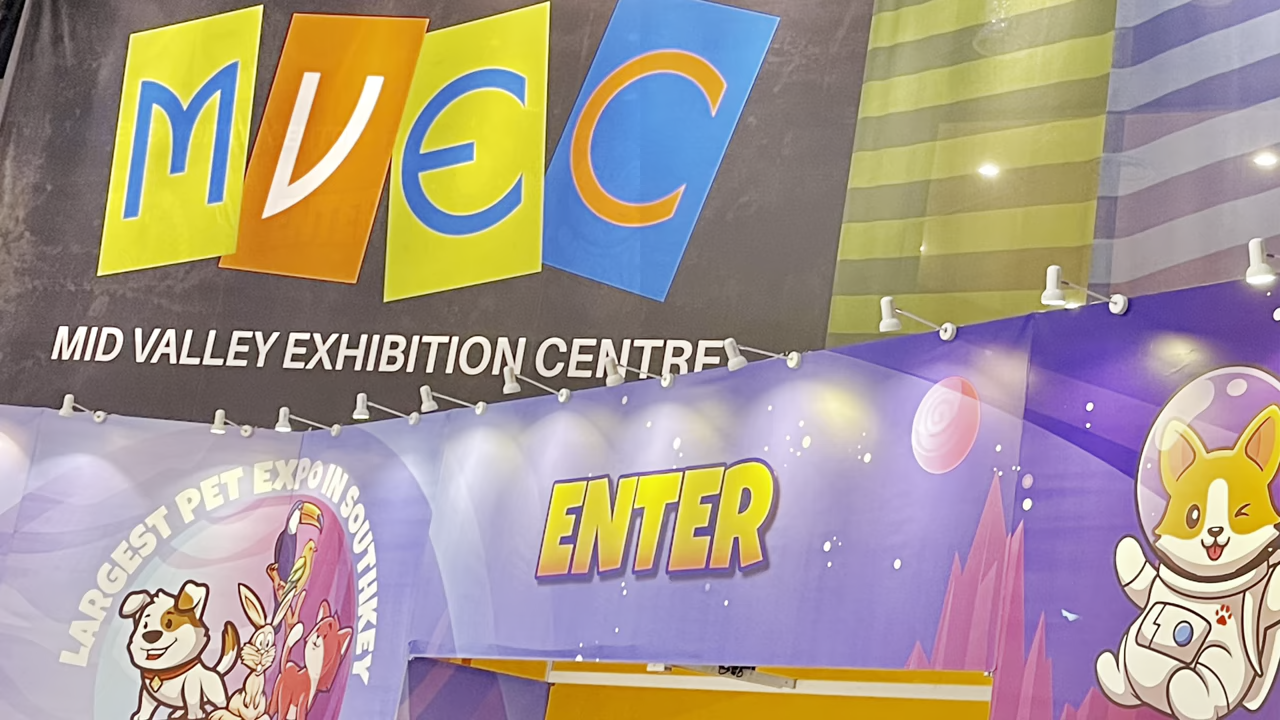 MVEC
MID VALLEY EXHIBITION CENTRE
LARGEST PET EXPO IN SOUTHKEY
ENTER